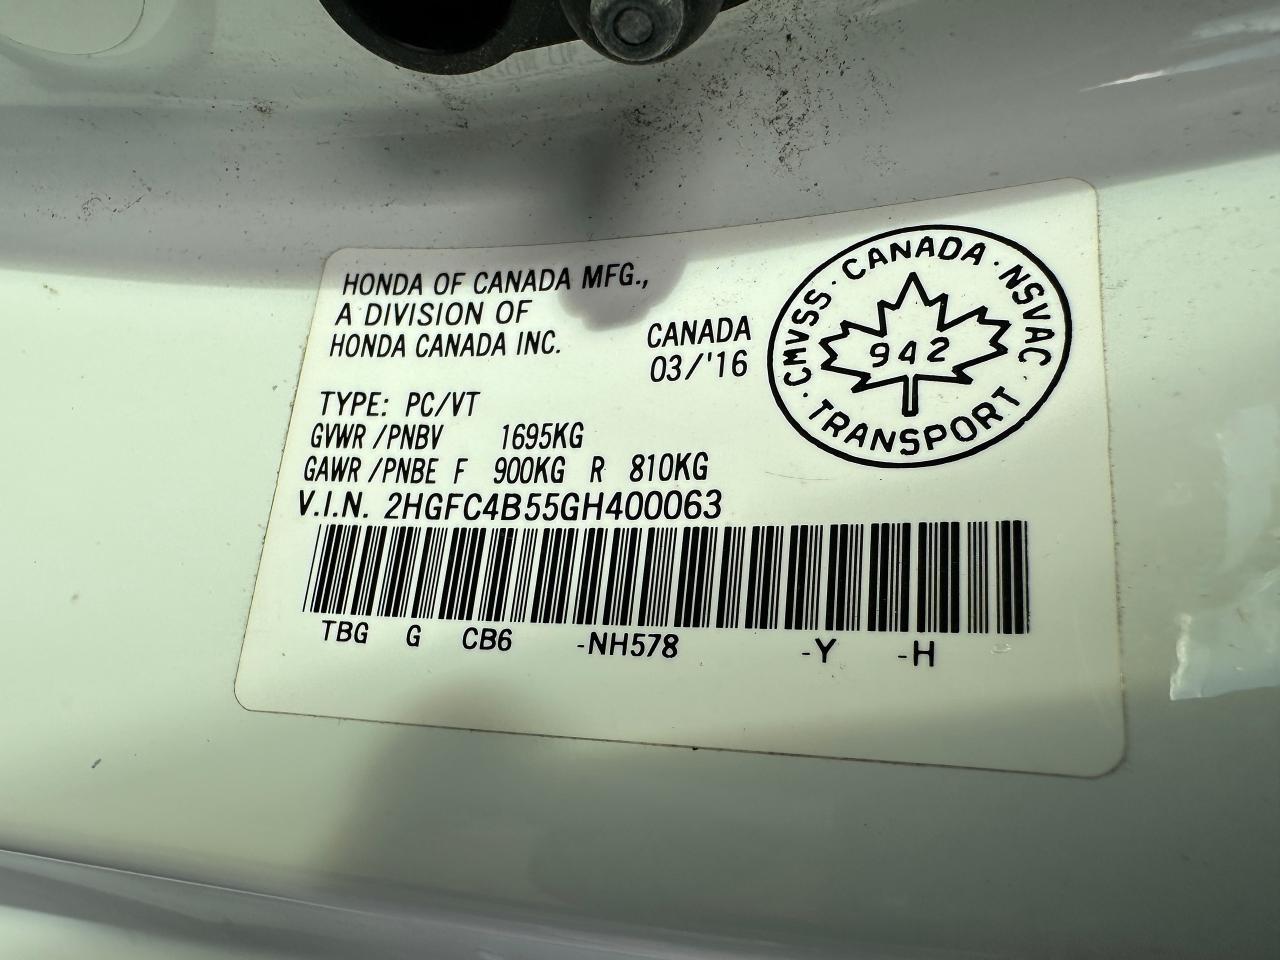 HONDA OF CANADA MFG.,
A DIVISION OF
HONDA CANADA INC.
CANADA
03/'16
CMVSS · CANADA · NSVAC
942
· TRANSPORT ·
TYPE: PC/VT
GVWR /PNBV 1695KG
GAWR /PNBE F 900KG R 810KG
V.I.N. 2HGFC4B55GH400063
TBG G CB6 -NH578 -Y -H